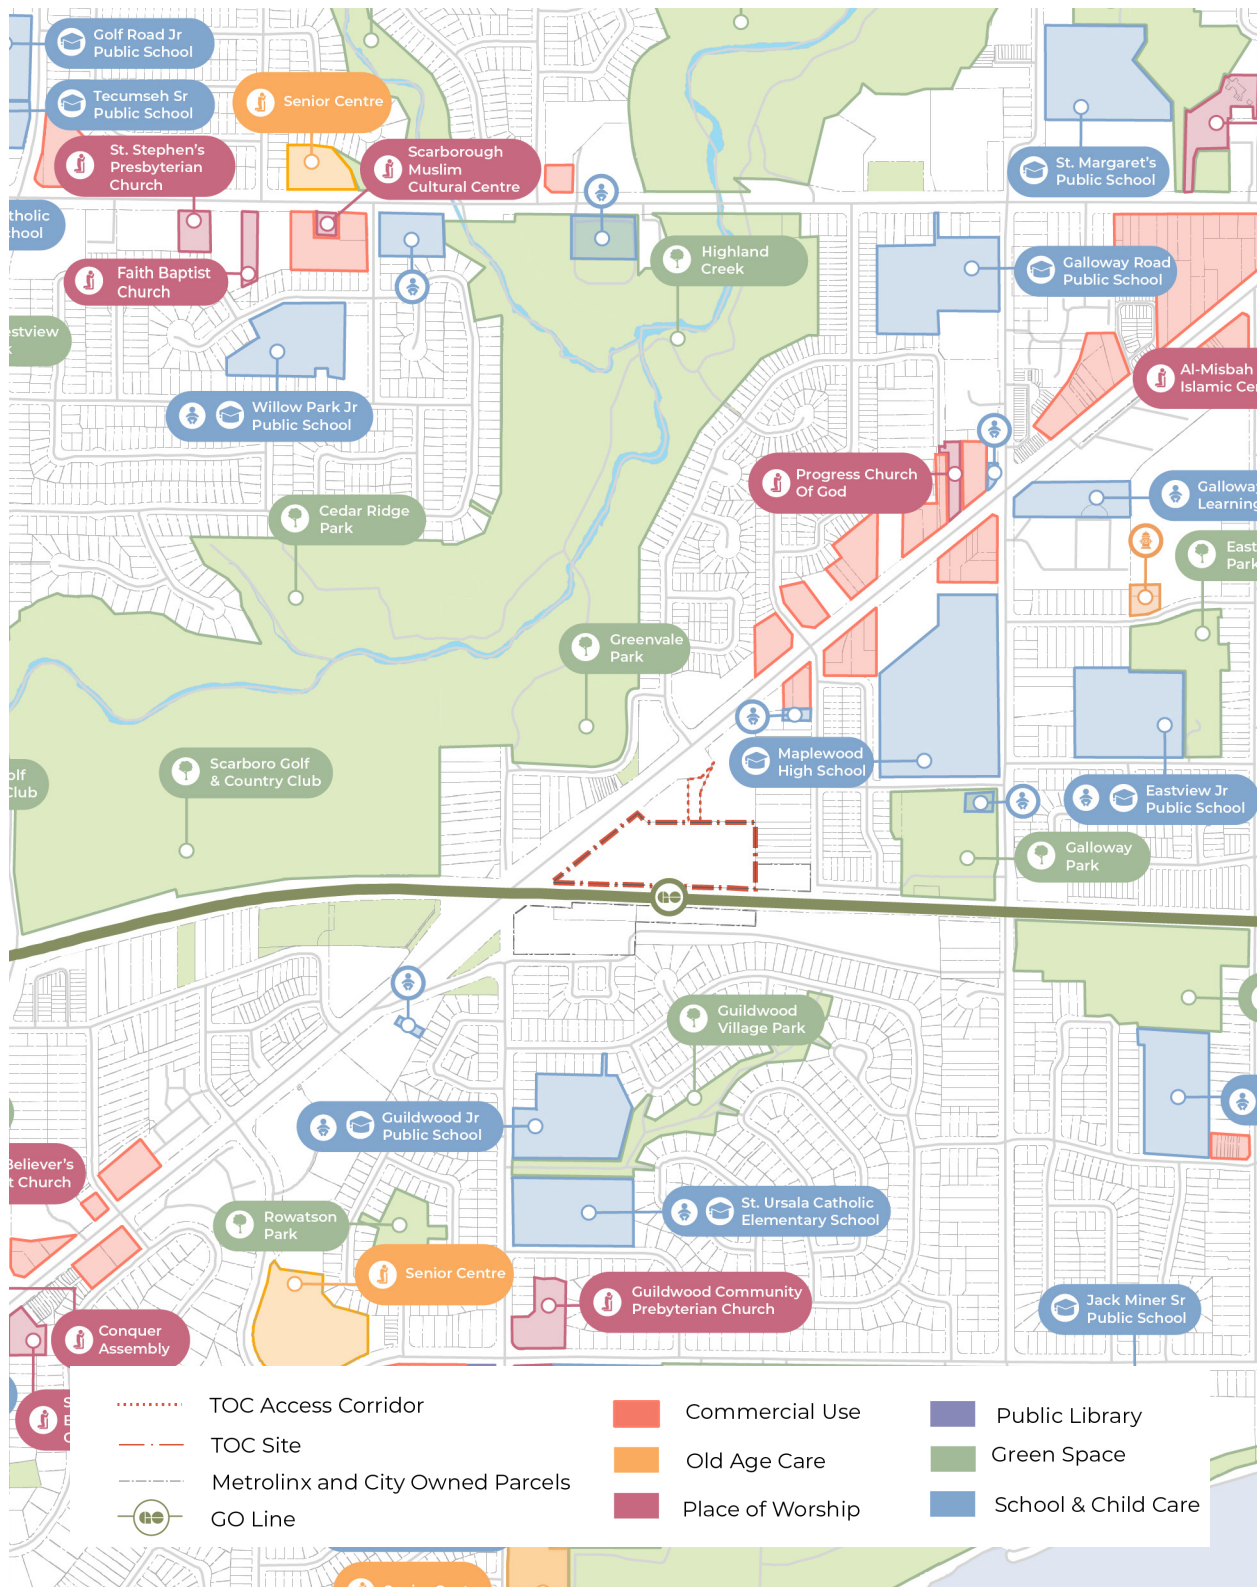 Golf Road Jr
Public School
Tecumseh Sr
Public School
Senior Centre
St. Stephen's
Presbyterian
Church
Scarborough
Muslim
Cultural Centre
St. Margaret's
Public School
tholic
chool
Highland
Creek
Galloway Road
Public School
Faith Baptist
Church
estview
k
Al-Misbah
Islamic Ce
Willow Park Jr
Public School
Progress Church
Of God
Galloway
Learning
Cedar Ridge
Park
East
Park
Greenvale
Park
Scarboro Golf
& Country Club
olf
Club
Maplewood
High School
Eastview Jr
Public School
Galloway
Park
Guildwood
Village Park
Guildwood Jr
Public School
Believer's
t Church
Rowatson
Park
St. Ursala Catholic
Elementary School
Senior Centre
Guildwood Community
Prebyterian Church
Jack Miner Sr
Public School
Conquer
Assembly
S
E
C
TOC Access Corridor
TOC Site
Metrolinx and City Owned Parcels
GO Line
Commercial Use
Old Age Care
Place of Worship
Public Library
Green Space
School & Child Care